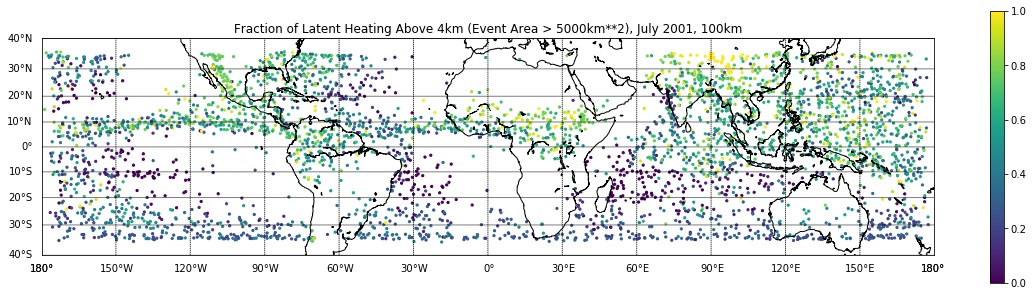 Fraction of Latent Heating Above 4km (Event Area > 5000km**2), July 2001, 100km
1.0
40°N
30°N
0.8
20°N
10°N
0.6
0°
10°S
0.4
20°S
0.2
30°S
40°S
180° 150°W 120°W 90°W 60°W 30°W 0° 30°E 60°E 90°E 120°E 150°E 180°
0.0